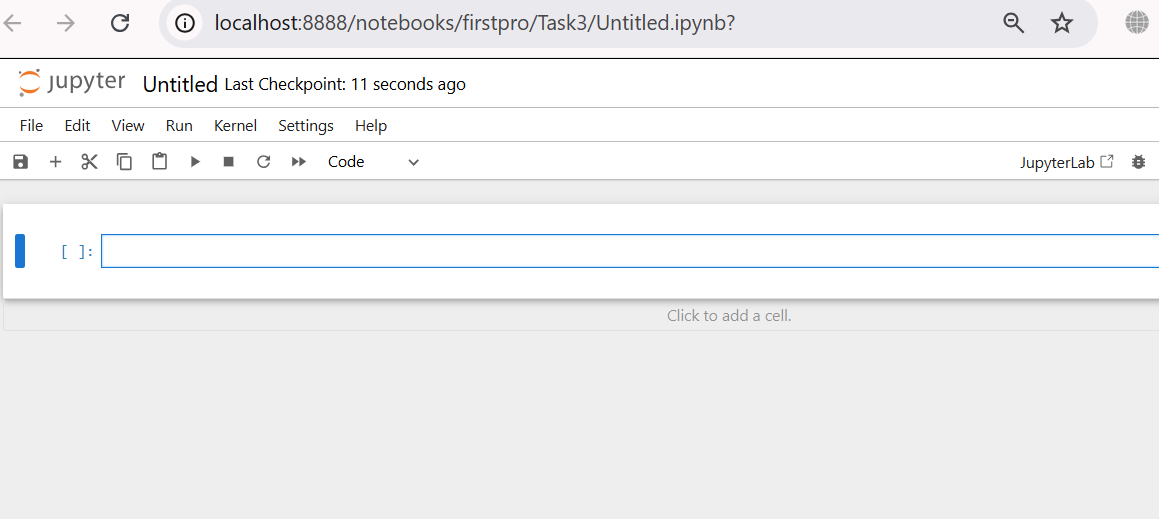 localhost:8888/notebooks/firstpro/Task3/Untitled.ipynb?
jupyter Untitled Last Checkpoint: 11 seconds ago
File Edit View Run Kernel Settings Help
Code JupyterLab
[ ]:
Click to add a cell.